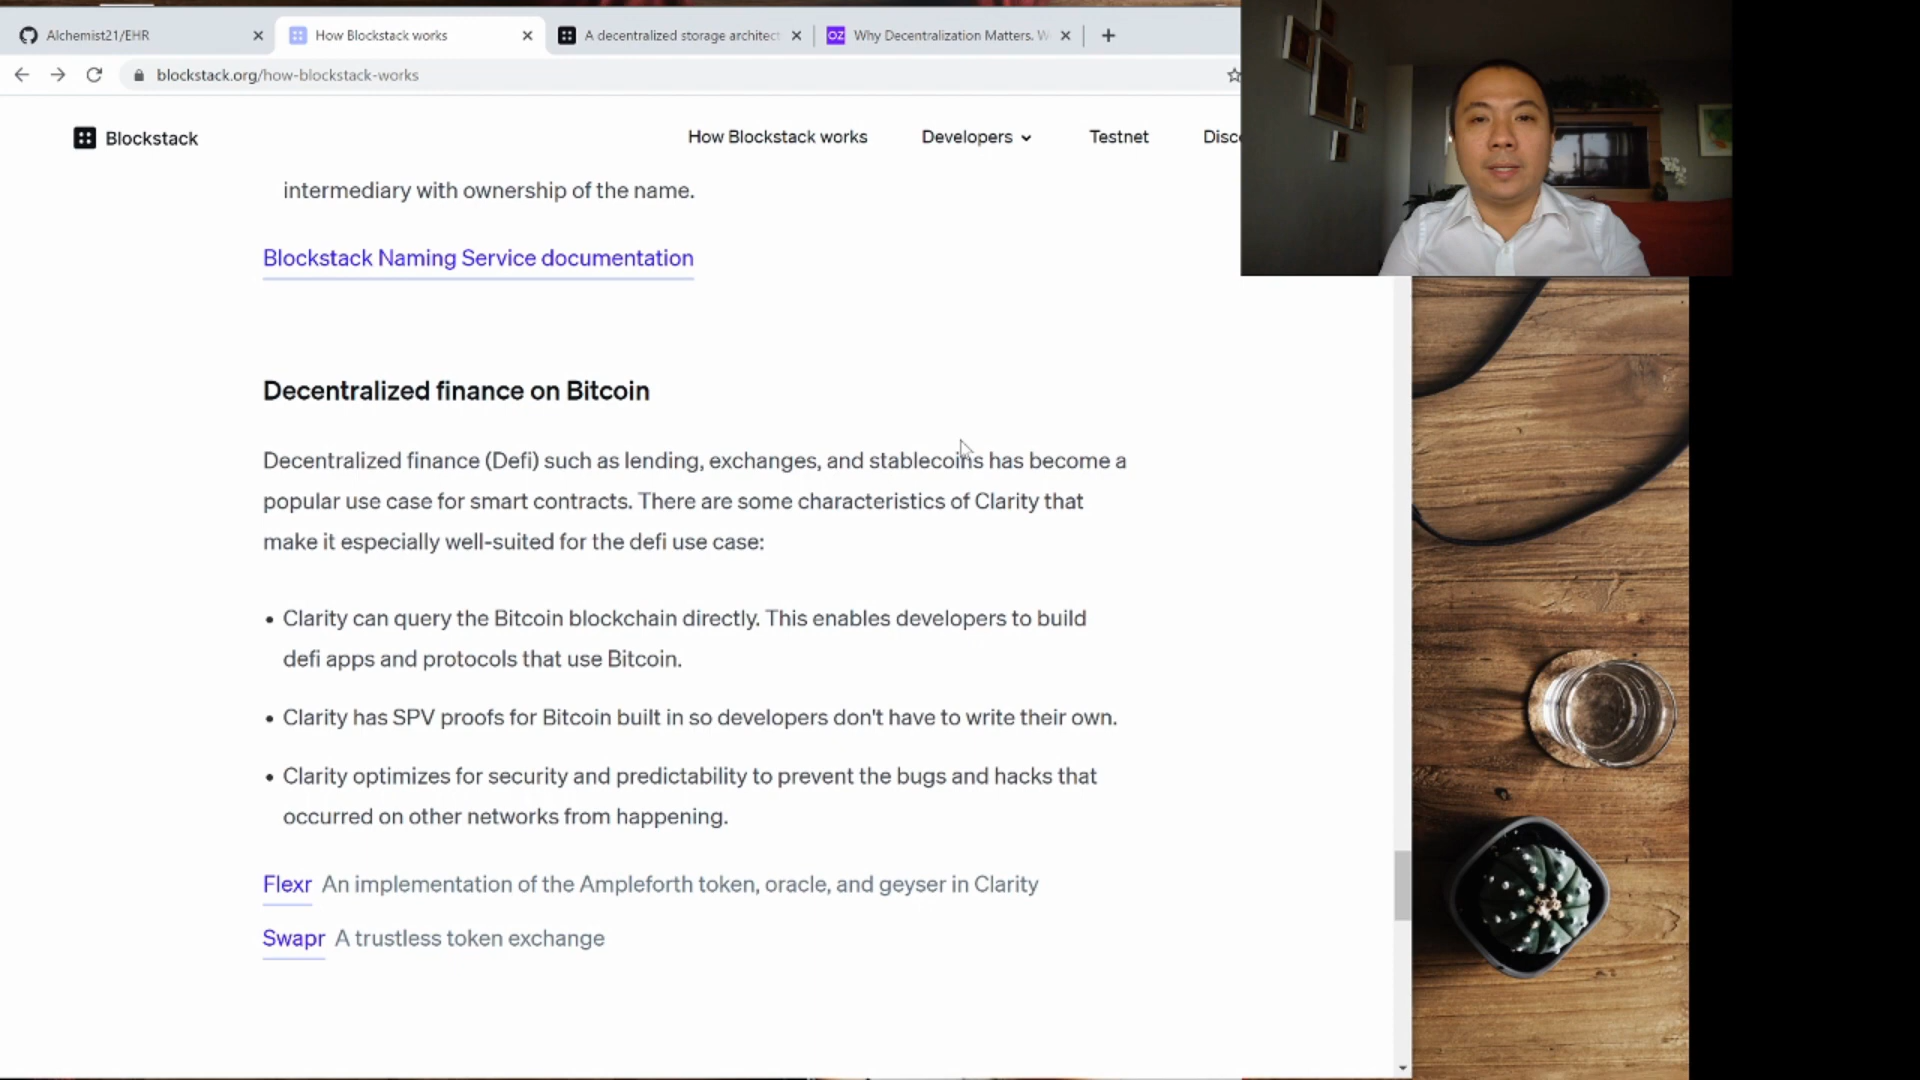 Alchemist21/EHR
How Blockstack works
A decentralized storage architect
OZ
Why Decentralization Matters. W
blockstack.org/how-blockstack-works
Blockstack
How Blockstack works
Developers
Testnet
Disc
intermediary with ownership of the name.
Blockstack Naming Service documentation
Decentralized finance on Bitcoin
Decentralized finance (Defi) such as lending, exchanges, and stablecoins has become a
popular use case for smart contracts. There are some characteristics of Clarity that
make it especially well-suited for the defi use case:
• Clarity can query the Bitcoin blockchain directly. This enables developers to build
defi apps and protocols that use Bitcoin.
• Clarity has SPV proofs for Bitcoin built in so developers don't have to write their own.
• Clarity optimizes for security and predictability to prevent the bugs and hacks that
occurred on other networks from happening.
Flexr An implementation of the Ampleforth token, oracle, and geyser in Clarity
Swapr A trustless token exchange